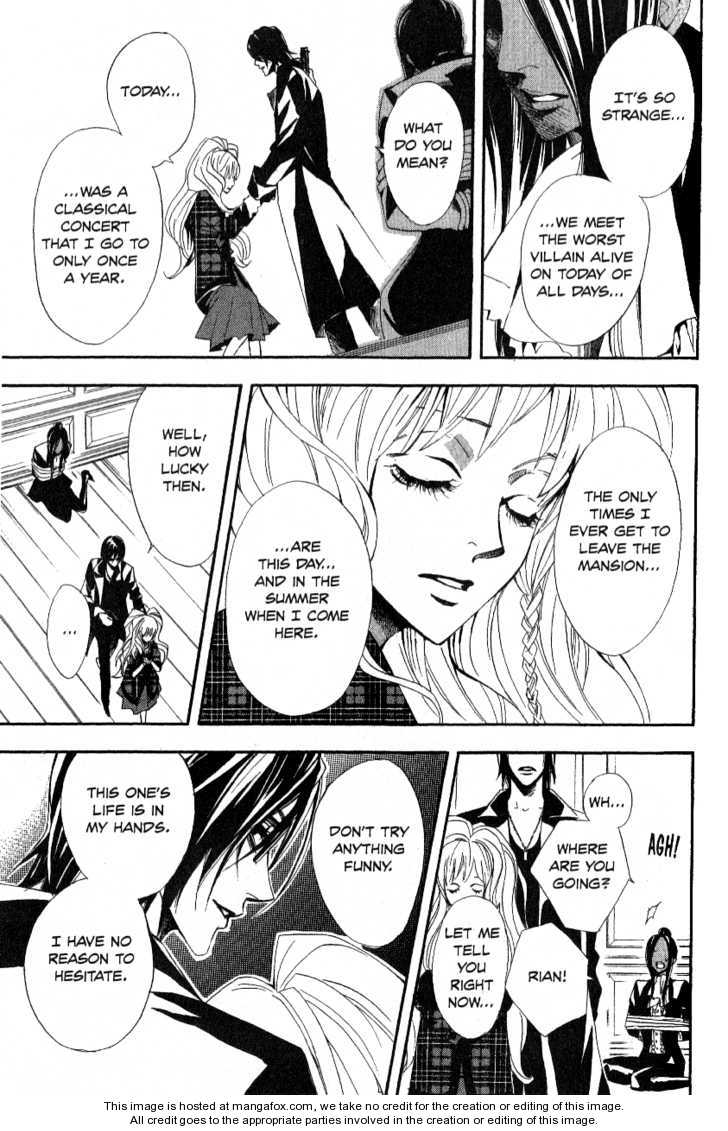 IT'S SO
STRANGE...
...WE MEET
THE WORST
VILLAIN ALIVE
ON TODAY OF
ALL DAYS...
WHAT
DO YOU
MEAN?
TODAY...
...WAS A
CLASSICAL
CONCERT
THAT I GO TO
ONLY ONCE
A YEAR.
THE ONLY
TIMES I
EVER GET TO
LEAVE THE
MANSION...
...ARE
THIS DAY...
AND IN THE
SUMMER
WHEN I COME
HERE.
WELL,
HOW
LUCKY
THEN.
...
WH...
WHERE
ARE YOU
GOING?
AGH!
RIAN!
LET ME
TELL
YOU
RIGHT
NOW...
DON'T TRY
ANYTHING
FUNNY.
THIS ONE'S
LIFE IS IN
MY HANDS.
I HAVE NO
REASON TO
HESITATE.
This image is hosted at mangafox.com, we take no credit for the creation or editing of this image.
All credit goes to the appropriate parties involved in the creation or editing of this image.